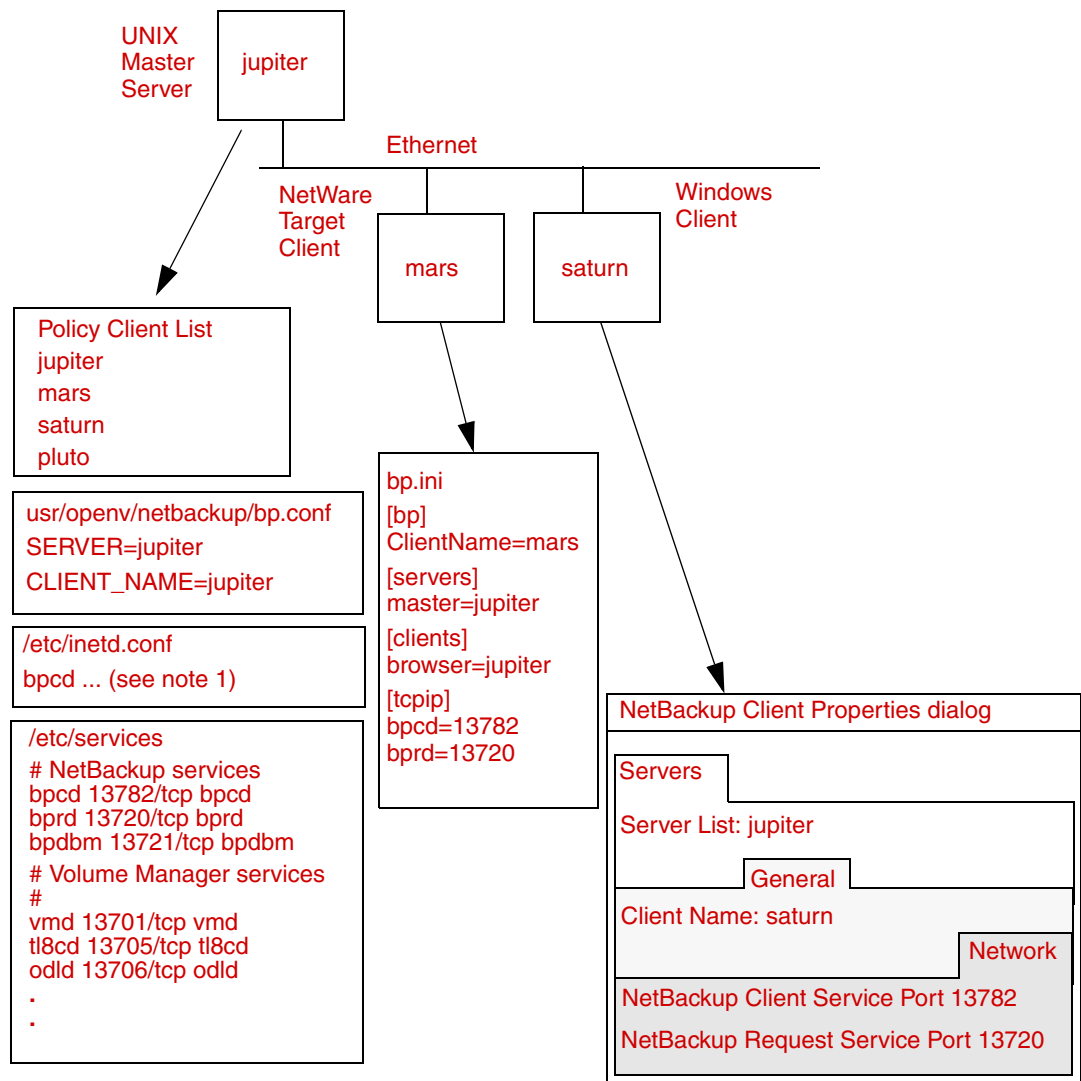 UNIX
Master
Server
jupiter
Ethernet
NetWare
Target
Client
mars
saturn
Windows
Client
Policy Client List
jupiter
mars
saturn
pluto
usr/openv/netbackup/bp.conf
SERVER=jupiter
CLIENT_NAME=jupiter
/etc/inetd.conf
bpcd ... (see note 1)
/etc/services
# NetBackup services
bpcd 13782/tcp bpcd
bprd 13720/tcp bprd
bpdbm 13721/tcp bpdbm
# Volume Manager services
#
vmd 13701/tcp vmd
tl8cd 13705/tcp tl8cd
odld 13706/tcp odld
.
.
bp.ini
[bp]
ClientName=mars
[servers]
master=jupiter
[clients]
browser=jupiter
[tcpip]
bpcd=13782
bprd=13720
NetBackup Client Properties dialog
Servers
Server List: jupiter
General
Client Name: saturn
Network
NetBackup Client Service Port 13782
NetBackup Request Service Port 13720